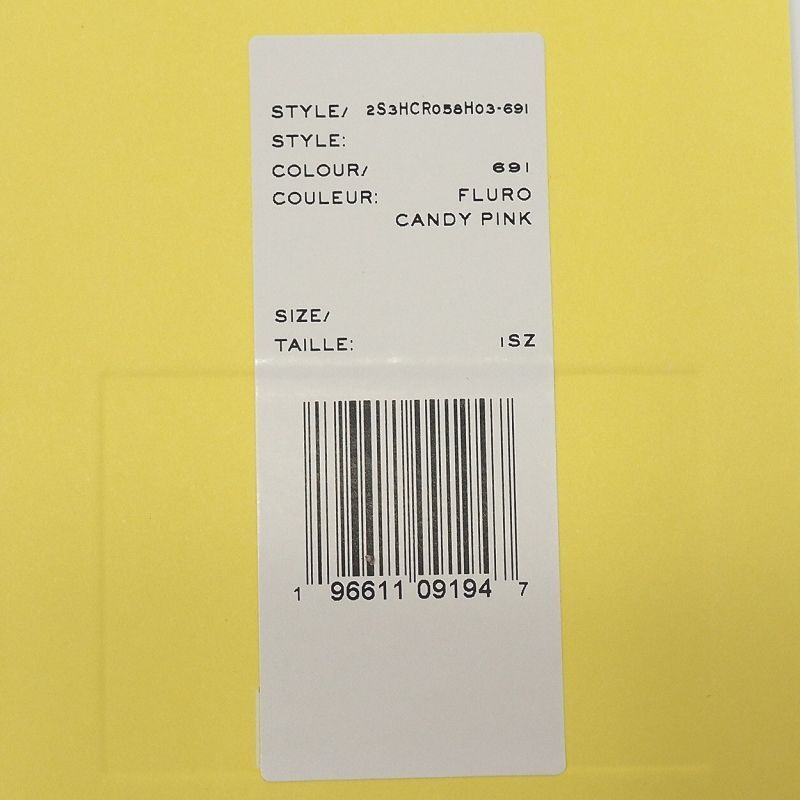 STYLE/ 2S3HCR058H03-691
STYLE:
COLOUR/ 691
COULEUR: FLURO
CANDY PINK
SIZE/
TAILLE: 1SZ
1 96611 09194 7